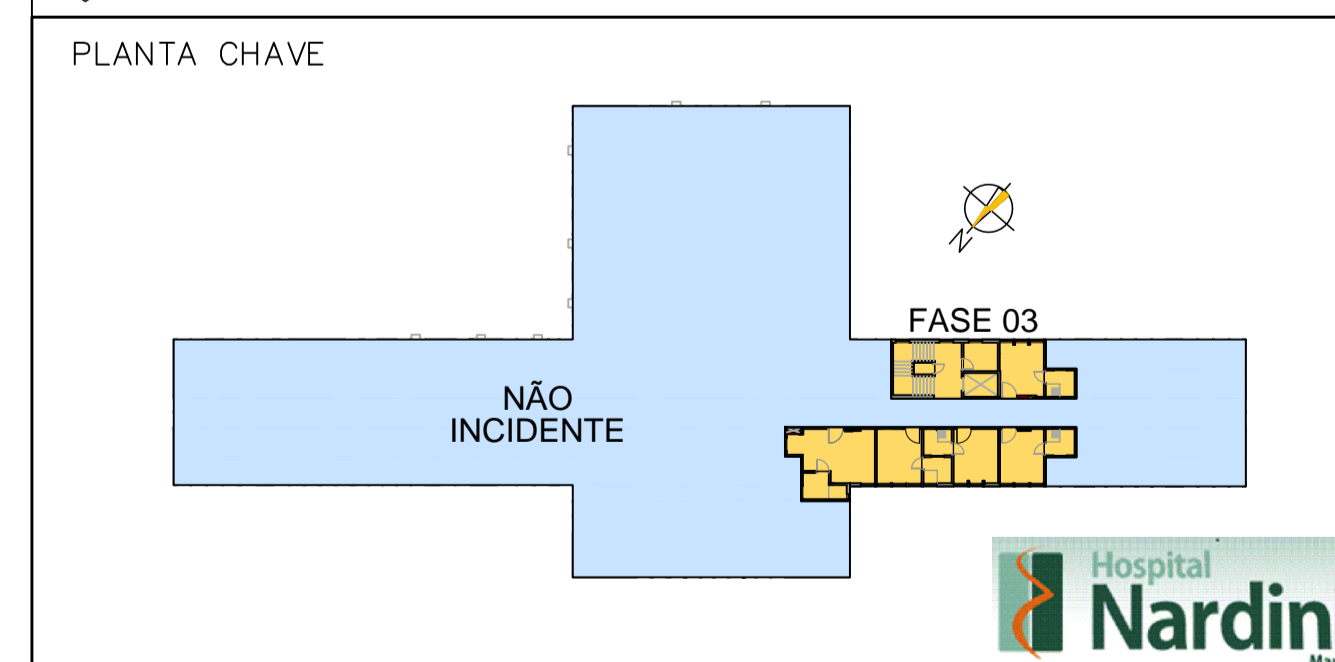 PLANTA CHAVE
N
FASE 03
NÃO
INCIDENTE
Hospital
Nardin